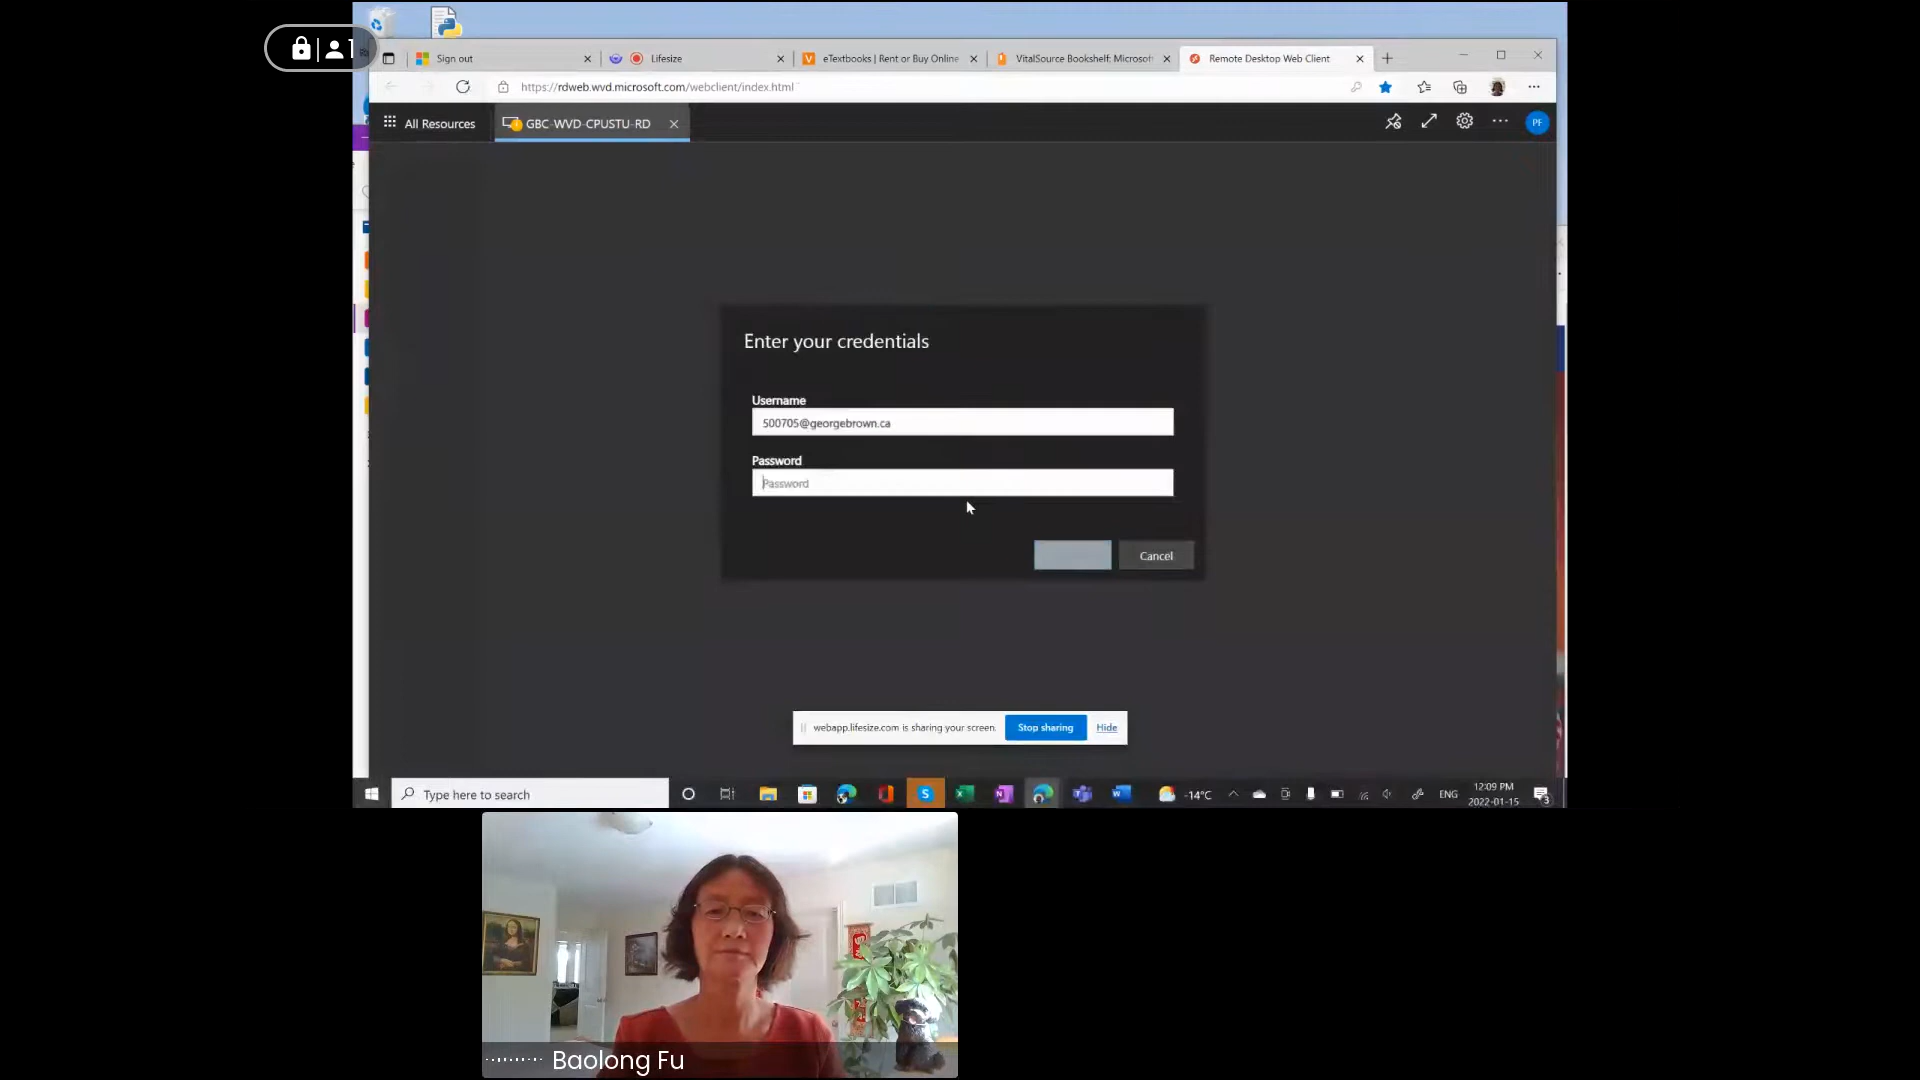 1
Sign out
Lifesize
eTextbooks | Rent or Buy Online
VitalSource Bookshelf: Microsof
Remote Desktop Web Client
https://rdweb.wvd.microsoft.com/webclient/index.html
All Resources
GBC-WVD-CPUSTU-RD
PF
Enter your credentials
Username
500705@georgebrown.ca
Password
Password
Cancel
webapp.lifesize.com is sharing your screen.
Stop sharing
Hide
Type here to search
-14°C
ENG
12:09 PM
2022-01-15
3
Baolong Fu